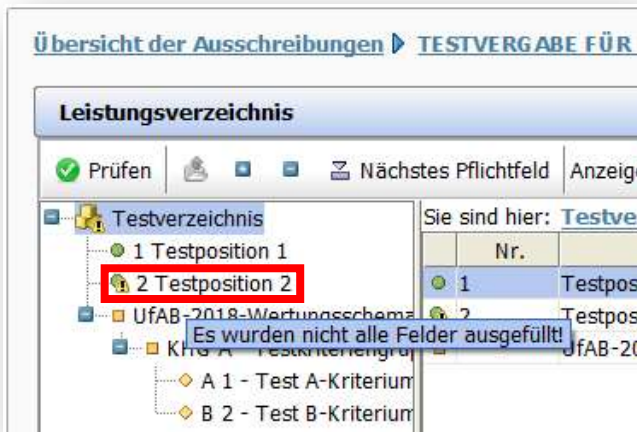 Übersicht der Ausschreibungen TESTVERGABE FÜR
Leistungsverzeichnis
Prüfen Nächstes Pflichtfeld Anzeig
Testverzeichnis
1 Testposition 1
2 Testposition 2
UfAB-2018-Wertungsschema
Es wurden nicht alle Felder ausgefüllt!
A 1 - Test A-Kriterium
B 2 - Test B-Kriterium
Sie sind hier: Testve
Nr.
1 Testpos
2 Testpos
UfAB-20